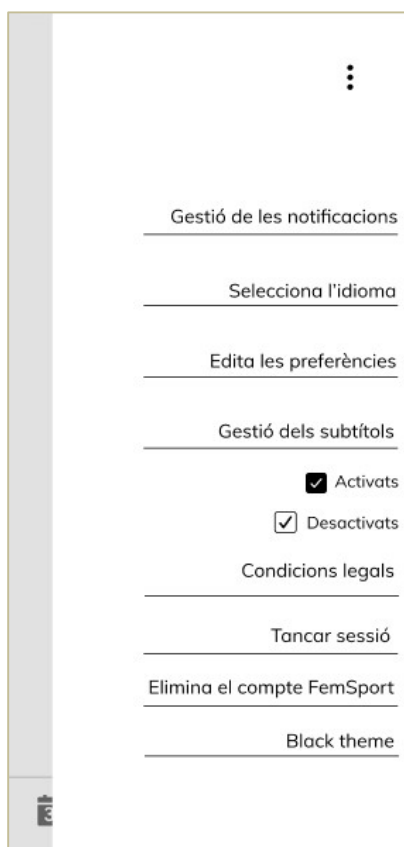 Gestió de les notificacions
Selecciona l'idioma
Edita les preferències
Gestió dels subtítols
Activats
Desactivats
Condicions legals
Tancar sessió
Elimina el compte FemSport
Black theme
3